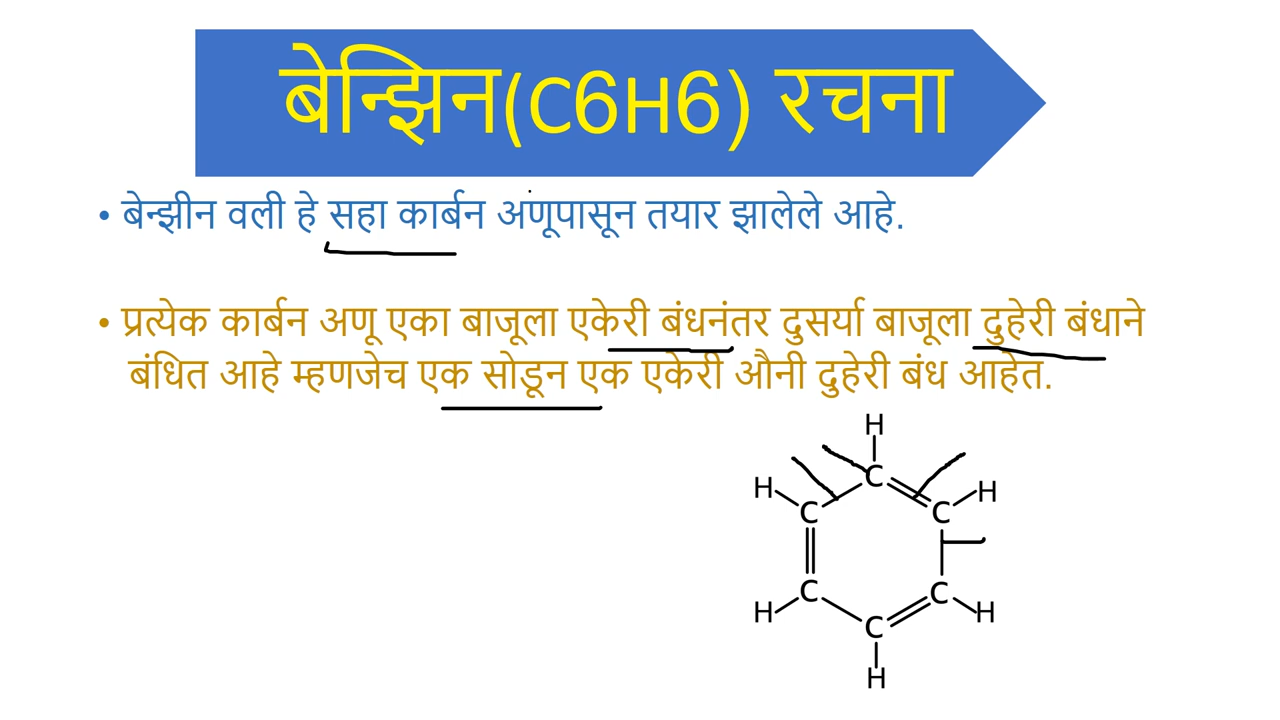 बेन्झिन(C6H6) रचना
• बेन्झीन वली हे सहा कार्बन अणूपासून तयार झालेले आहे.
• प्रत्येक कार्बन अणू एका बाजूला एकेरी बंधनंतर दुसर्या बाजूला दुहेरी बंधाने
बंधित आहे म्हणजेच एक सोडून एक एकेरी औनी दुहेरी बंध आहेत.
H
H C H
C C
C C
H C H
H